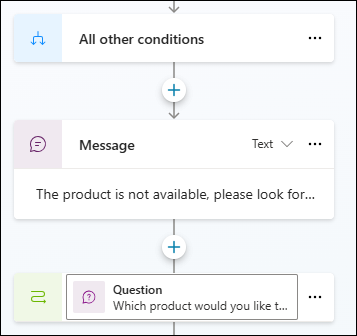 All other conditions
Message
Text
The product is not available, please look for...
Question
Which product would you like t...